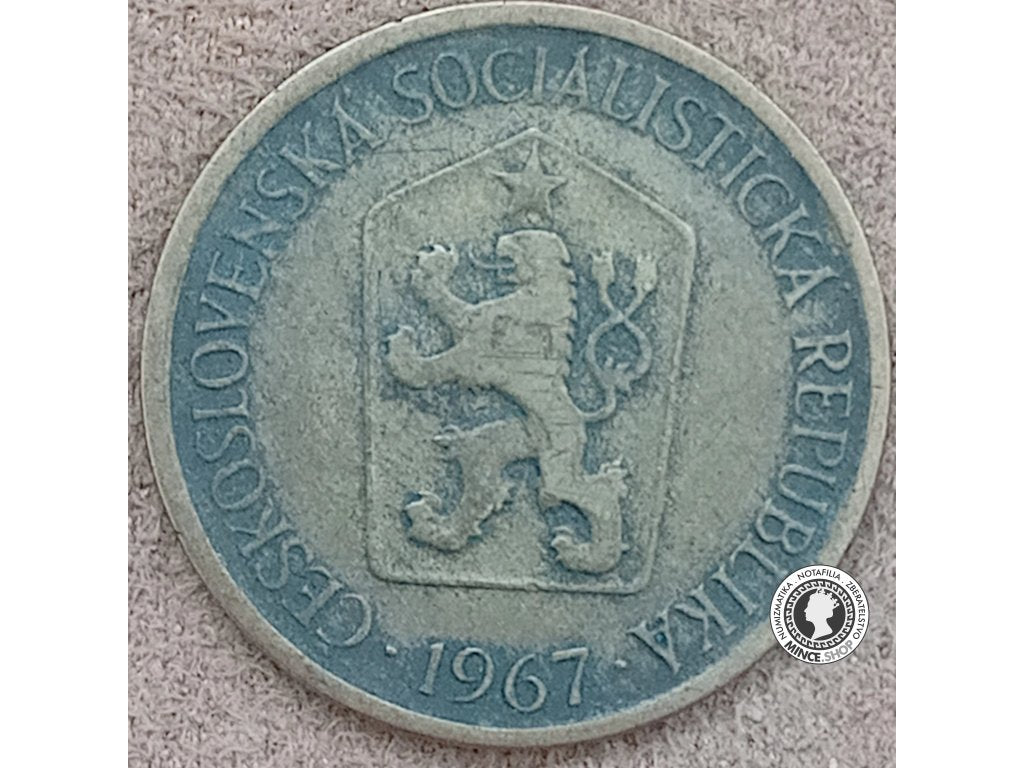 ČESKOSLOVENSKÁ SOCIALISTICKÁ REPUBLIKA
· 1967 ·
NUMIZMATIKA . NOTAFILIA . ZBERATEĽSTVO
MINCE.SHOP